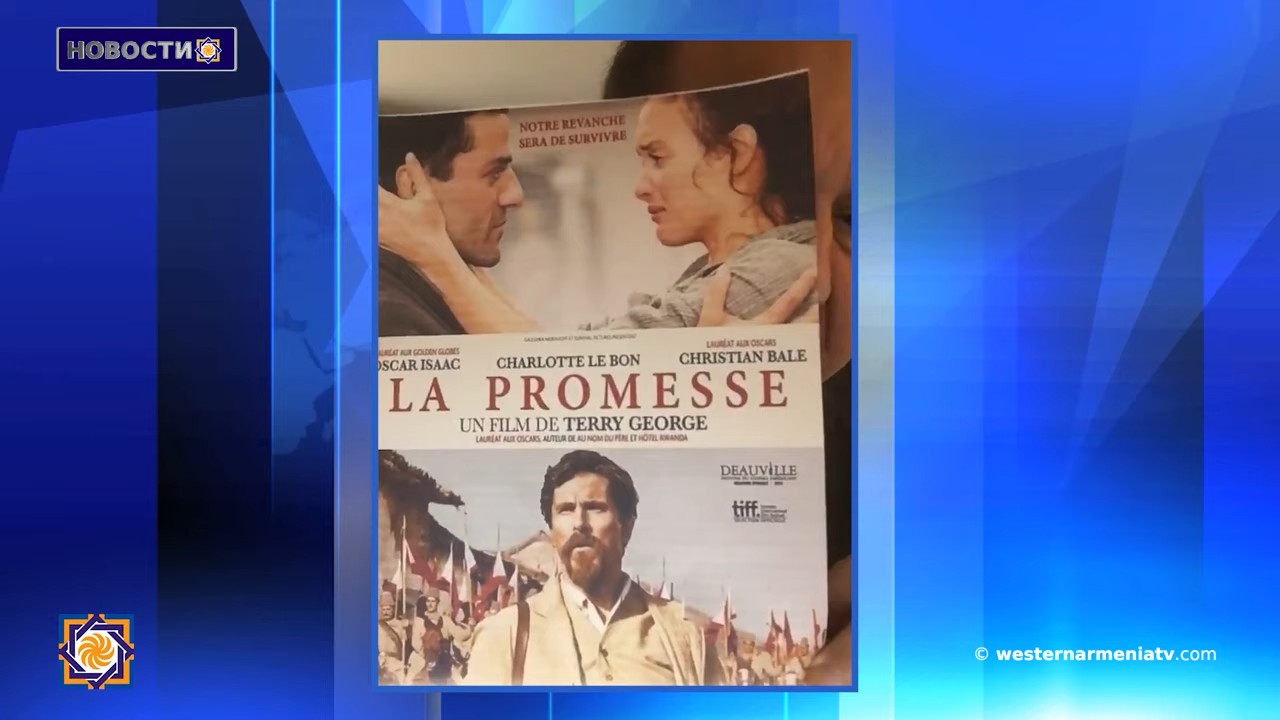 НОВОСТИ
NOTRE REVANCHE
SERA DE SURVIVRE
LAURÉAT AUX OSCARS
AURÉAT AUX GOLDEN GLOBES
OSCAR ISAAC
CHARLOTTE LE BON
CHRISTIAN BALE
LA PROMESSE
UN FILM DE TERRY GEORGE
LAURÉAT AUX OSCARS, AUTEUR DE AU NOM DU PÈRE ET HÔTEL RWANDA
DEAUVILLE
tiff.
© westernarmeniatv.com